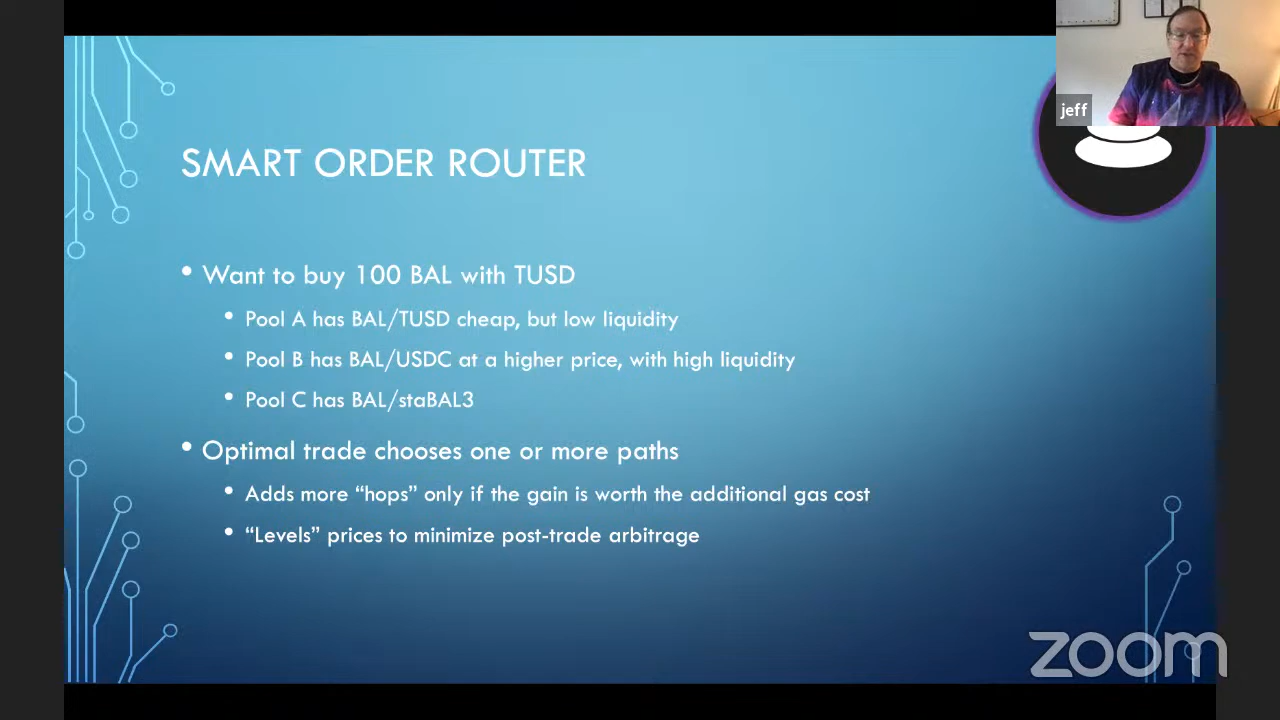 jeff
SMART ORDER ROUTER
• Want to buy 100 BAL with TUSD
• Pool A has BAL/TUSD cheap, but low liquidity
• Pool B has BAL/USDC at a higher price, with high liquidity
• Pool C has BAL/staBAL3
• Optimal trade chooses one or more paths
• Adds more “hops” only if the gain is worth the additional gas cost
• “Levels” prices to minimize post-trade arbitrage
zoom